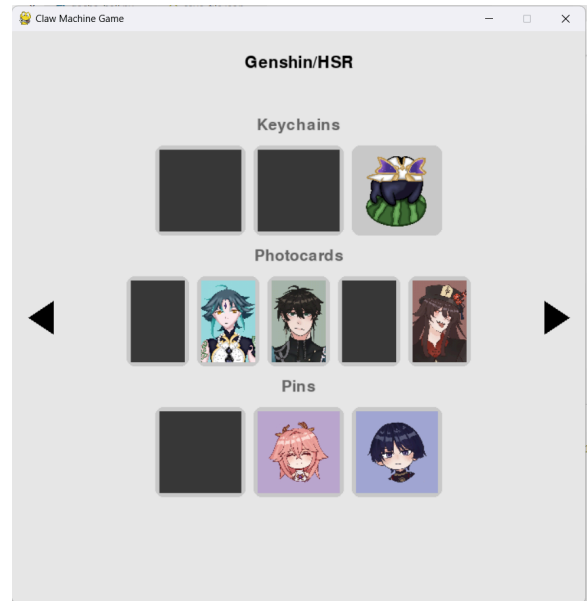 Claw Machine Game
Genshin/HSR
Keychains
Photocards
Pins